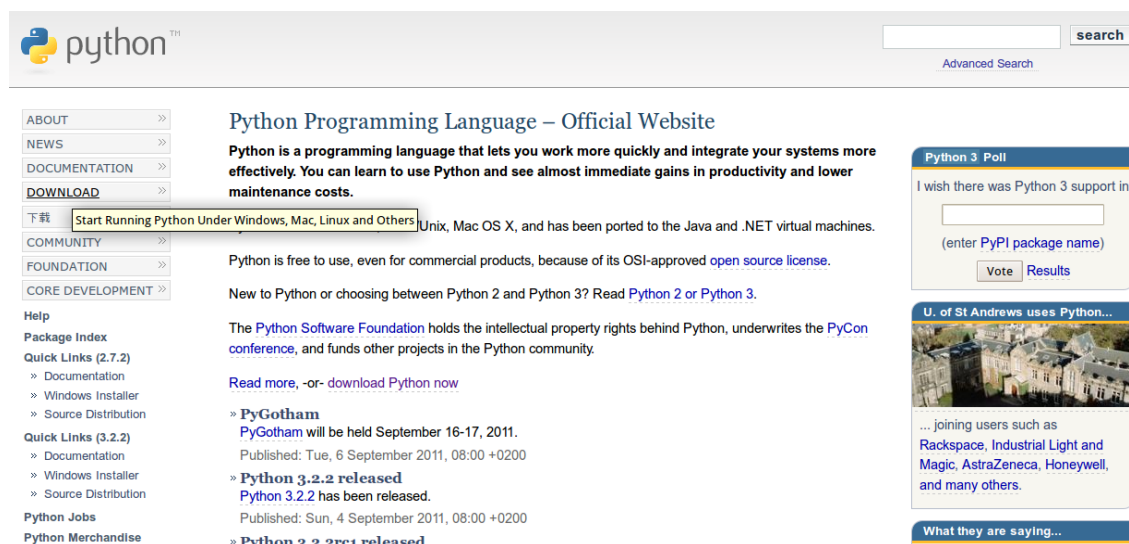 python™
search
Advanced Search
ABOUT »
NEWS »
DOCUMENTATION »
DOWNLOAD »
下载
COMMUNITY »
FOUNDATION »
CORE DEVELOPMENT »
Help
Package Index
Quick Links (2.7.2)
» Documentation
» Windows Installer
» Source Distribution
Quick Links (3.2.2)
» Documentation
» Windows Installer
» Source Distribution
Python Jobs
Python Merchandise
Start Running Python Under Windows, Mac, Linux and Others
Python Programming Language – Official Website
Python is a programming language that lets you work more quickly and integrate your systems more
effectively. You can learn to use Python and see almost immediate gains in productivity and lower
maintenance costs.
/Unix, Mac OS X, and has been ported to the Java and .NET virtual machines.
Python is free to use, even for commercial products, because of its OSI-approved open source license.
New to Python or choosing between Python 2 and Python 3? Read Python 2 or Python 3.
The Python Software Foundation holds the intellectual property rights behind Python, underwrites the PyCon
conference, and funds other projects in the Python community.
Read more, -or- download Python now
» PyGotham
PyGotham will be held September 16-17, 2011.
Published: Tue, 6 September 2011, 08:00 +0200
» Python 3.2.2 released
Python 3.2.2 has been released.
Published: Sun, 4 September 2011, 08:00 +0200
» Python 3.2.2rc1 released
Python 3 Poll
I wish there was Python 3 support in
(enter PyPI package name)
Vote Results
U. of St Andrews uses Python...
... joining users such as
Rackspace, Industrial Light and
Magic, AstraZeneca, Honeywell,
and many others.
What they are saying...